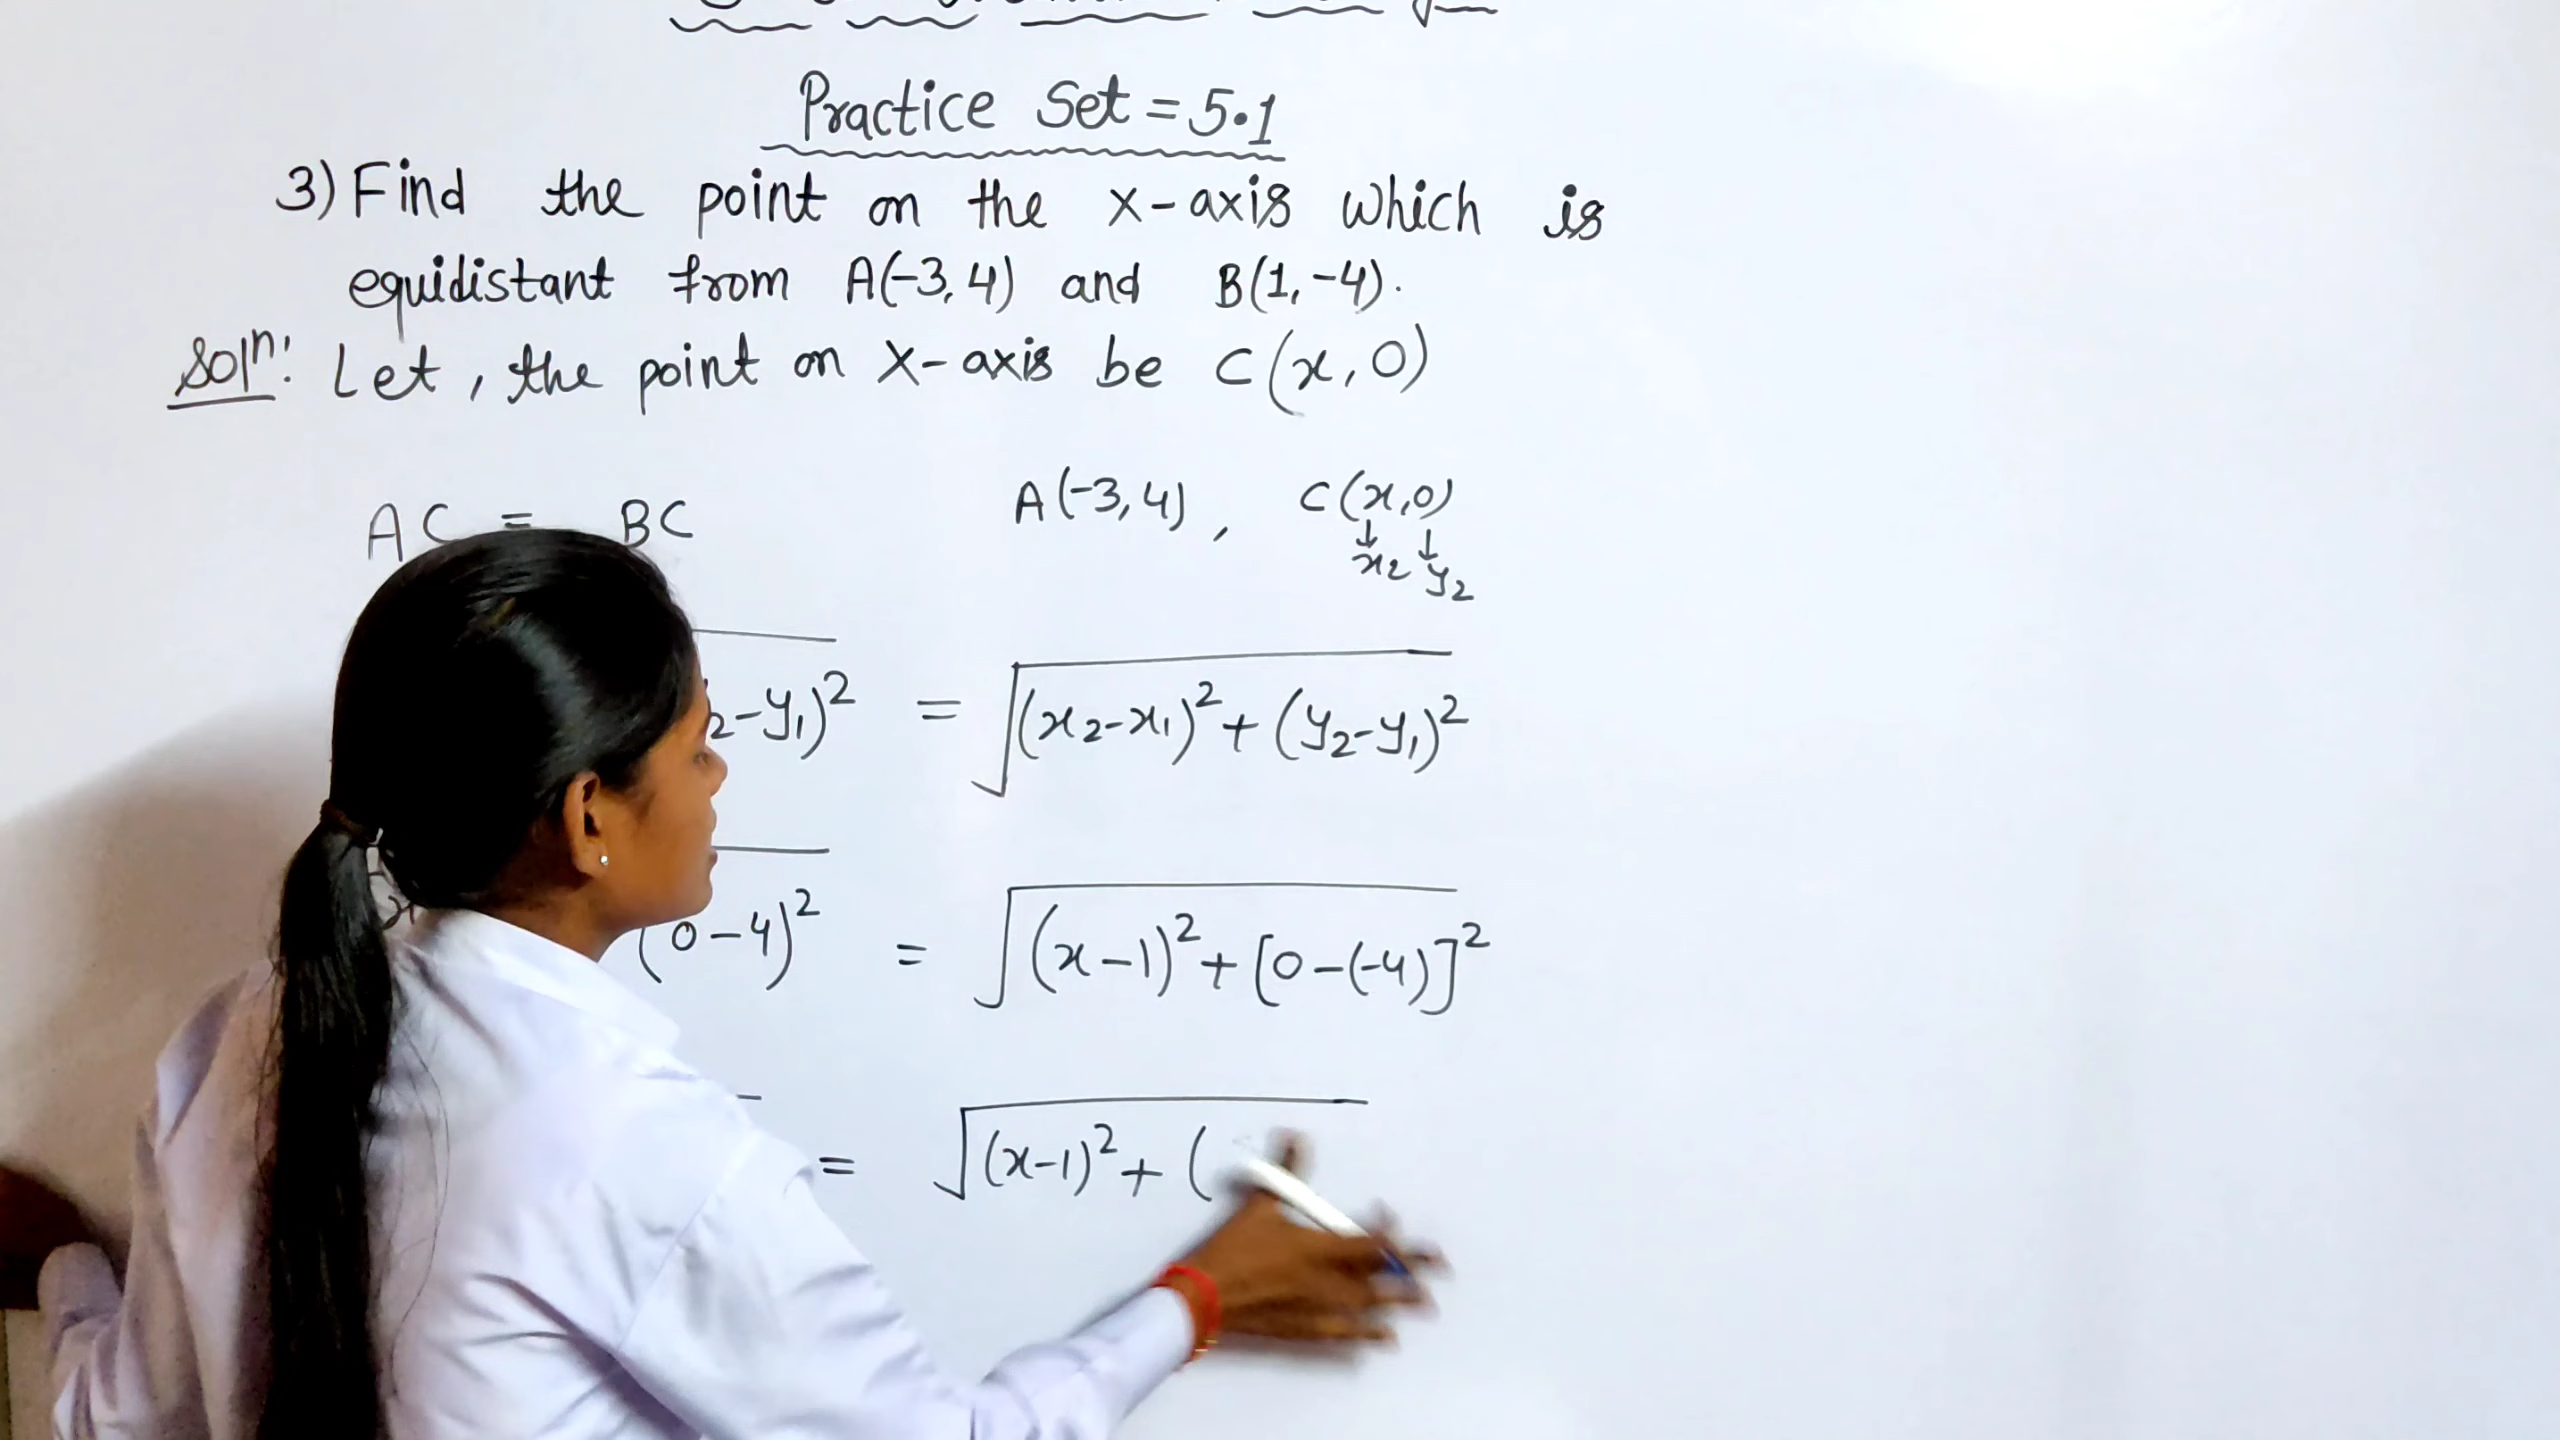 Practice Set = 5.1
3) Find the point on the x-axis which is
equidistant from A(-3,4) and B(1,-4).
Solⁿ: Let, the point on X-axis be C(x,0)
AC = BC A(-3,4), C(x,0)
↓ ↓
x₂ y₂
₂-y₁)² = √(x₂-x₁)²+(y₂-y₁)²
(0-4)² = √(x-1)²+[0-(-4)]²
= √(x-1)²+(